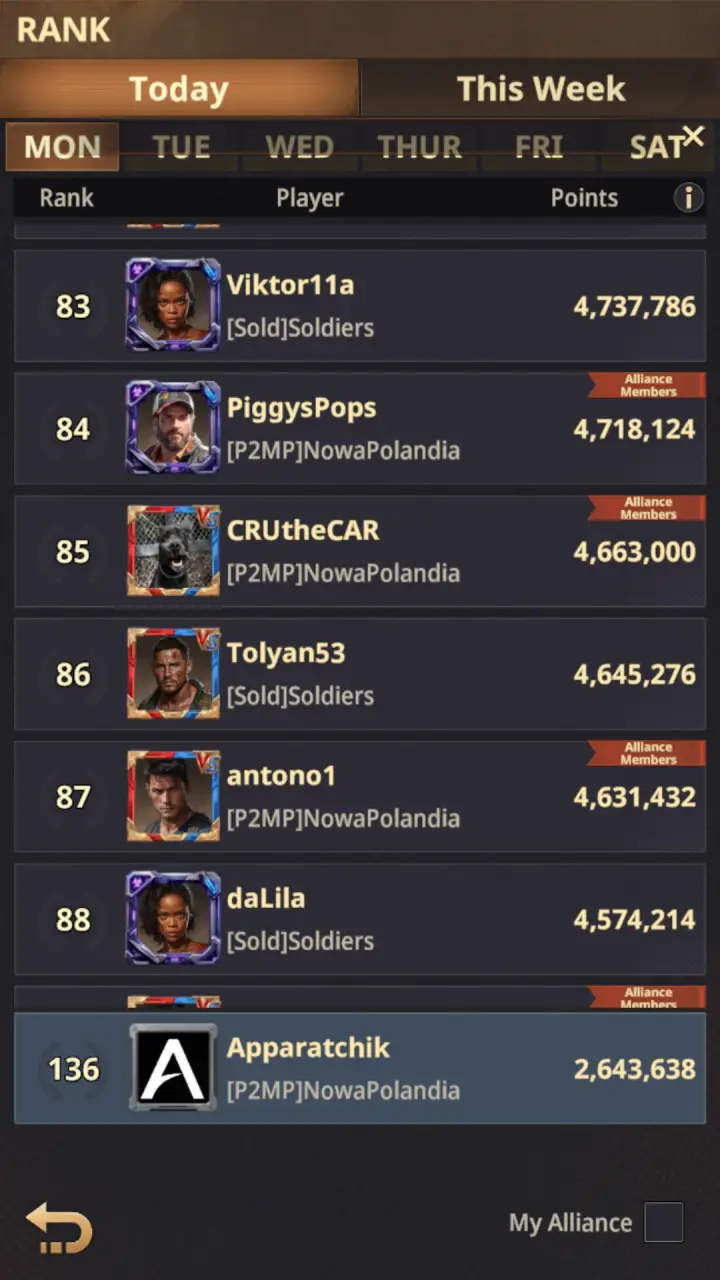 RANK
Today
This Week
MON
TUE
WED
THUR
FRI
SAT
Rank
Player
Points
83
Viktor11a
[Sold]Soldiers
4,737,786
Alliance
Members
84
PiggysPops
[P2MP]NowaPolandia
4,718,124
Alliance
Members
85
CRUtheCAR
[P2MP]NowaPolandia
4,663,000
86
Tolyan53
[Sold]Soldiers
4,645,276
Alliance
Members
87
antono1
[P2MP]NowaPolandia
4,631,432
88
daLila
[Sold]Soldiers
4,574,214
Alliance
Members
136
Apparatchik
[P2MP]NowaPolandia
2,643,638
My Alliance